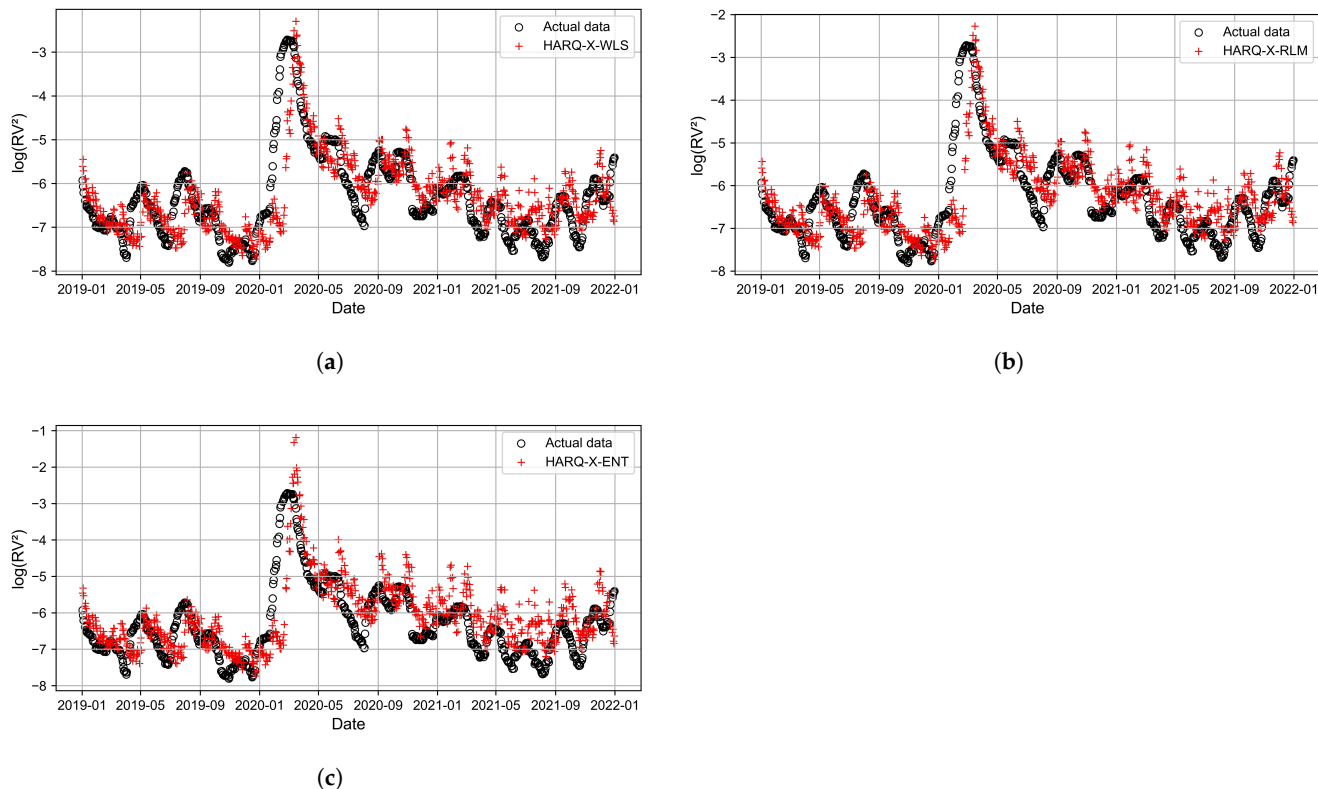 Actual data
HARQ-X-WLS
log(RV²)
−3
−4
−5
−6
−7
−8
2019-01 2019-05 2019-09 2020-01 2020-05 2020-09 2021-01 2021-05 2021-09 2022-01
Date
(a)
Actual data
HARQ-X-RLM
log(RV²)
−2
−3
−4
−5
−6
−7
−8
2019-01 2019-05 2019-09 2020-01 2020-05 2020-09 2021-01 2021-05 2021-09 2022-01
Date
(b)
Actual data
HARQ-X-ENT
log(RV²)
−1
−2
−3
−4
−5
−6
−7
−8
2019-01 2019-05 2019-09 2020-01 2020-05 2020-09 2021-01 2021-05 2021-09 2022-01
Date
(c)